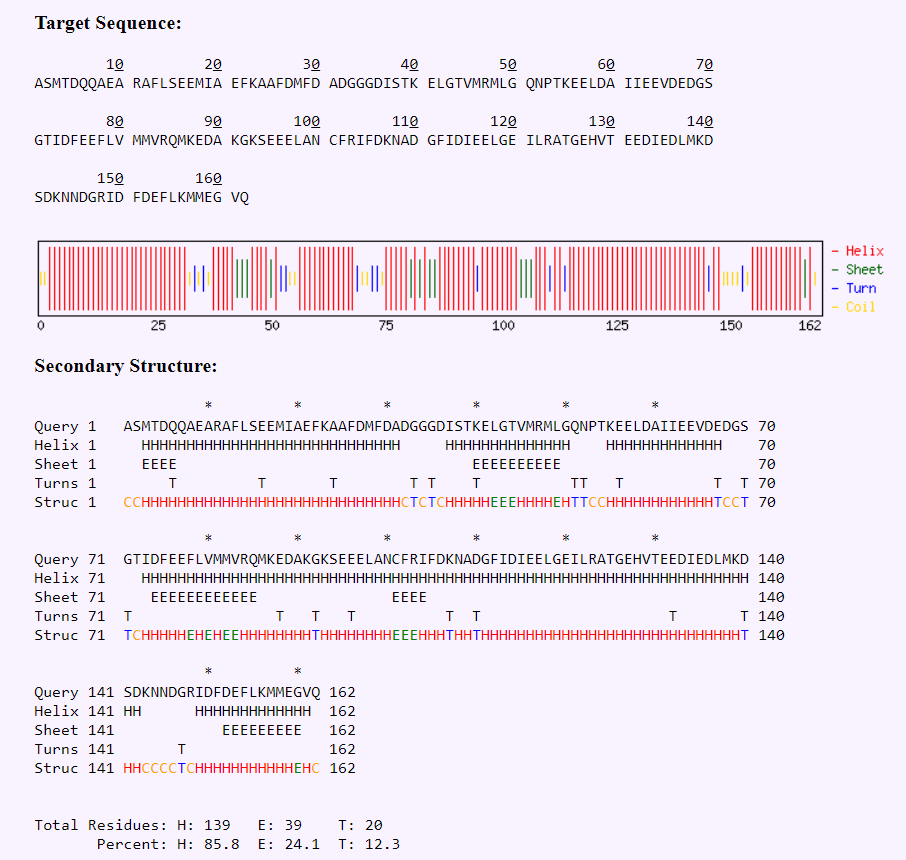 Target Sequence:
10 20 30 40 50 60 70
ASMTDQQAEA RAFLSEEMIA EFKAAFDMFD ADGGGDISTK ELGTVMRMLG QNPTKEELDA IIEEVDEDGS
80 90 100 110 120 130 140
GTIDFEEFLV MMVRQMKEDA KGKSEEELAN CFRIFDKNAD GFIDIEELGE ILRATGEHVT EEDIEDLMKD
150 160
SDKNNDGRID FDEFLKMMEG VQ
– Helix
– Sheet
– Turn
– Coil
0 25 50 75 100 125 150 162
Secondary Structure:
* * * * * *
Query 1 ASMTDQQAEARAFLSEEMIAEFKAAFDMFDADGGGDISTKELGTVMRMLGQNPTKEELDAIIEEVDEDGS 70
Helix 1 HHHHHHHHHHHHHHHHHHHHHHHHHHHHH HHHHHHHHHHHHHH HHHHHHHHHHHHH 70
Sheet 1 EEEE EEEEEEEEEE 70
Turns 1 T T T T T T TT T T T 70
Struc 1 CCHHHHHHHHHHHHHHHHHHHHHHHHHHHHHCTCTCHHHHHEEEHHHHEHTTCCHHHHHHHHHHHHTCCT 70
* * * * * *
Query 71 GTIDFEEFLVMMVRQMKEDAKGKSEEELANCFRIFDKNADGFIDIEELGEILRATGEHVTEEDIEDLMKD 140
Helix 71 HHHHHHHHHHHHHHHHHHHHHHHHHHHHHHHHHHHHHHHHHHHHHHHHHHHHHHHHHHHHHHHHHHHH 140
Sheet 71 EEEEEEEEEEEE EEEE 140
Turns 71 T T T T T T T T 140
Struc 71 TCHHHHHEHEHEEHHHHHHHHTHHHHHHHHEEEHHHTHHTHHHHHHHHHHHHHHHHHHHHHHHHHHHHHT 140
* *
Query 141 SDKNNDGRIDFDEFLKMMEGVQ 162
Helix 141 HH HHHHHHHHHHHHH 162
Sheet 141 EEEEEEEEE 162
Turns 141 T 162
Struc 141 HHCCCCTCHHHHHHHHHHHEHC 162
Total Residues: H: 139 E: 39 T: 20
Percent: H: 85.8 E: 24.1 T: 12.3